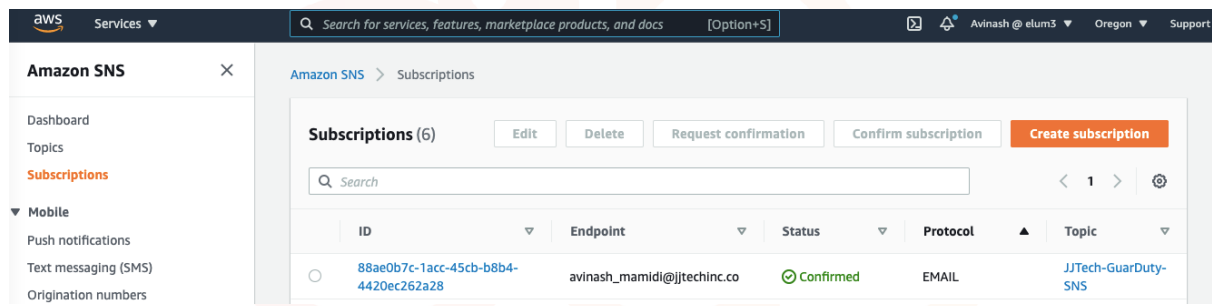 aws Services ▼ Search for services, features, marketplace products, and docs [Option+S] Avinash @ elum3 ▼ Oregon ▼ Support
Amazon SNS
Amazon SNS > Subscriptions
Dashboard
Topics
Subscriptions
Mobile
Push notifications
Text messaging (SMS)
Origination numbers
Subscriptions (6) Edit Delete Request confirmation Confirm subscription Create subscription
Search < 1 >
ID Endpoint Status Protocol Topic
88ae0b7c-1acc-45cb-b8b4- avinash_mamidi@jjtechinc.co Confirmed EMAIL JJTech-GuarDuty-
4420ec262a28 SNS